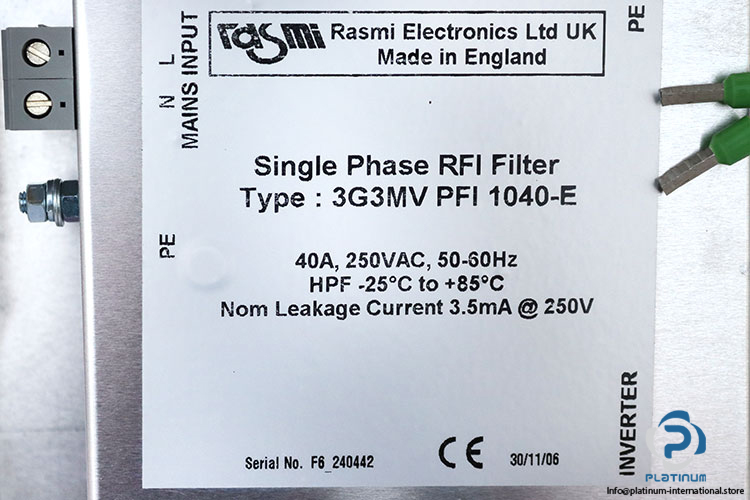 rasmi
Rasmi Electronics Ltd UK
Made in England
MAINS INPUT
N L
PE
PE
Single Phase RFI Filter
Type : 3G3MV PFI 1040-E
40A, 250VAC, 50-60Hz
HPF -25°C to +85°C
Nom Leakage Current 3.5mA @ 250V
INVERTER
Serial No. F6_240442
CE
30/11/06
PLATINUM
Info@platinum-international.store